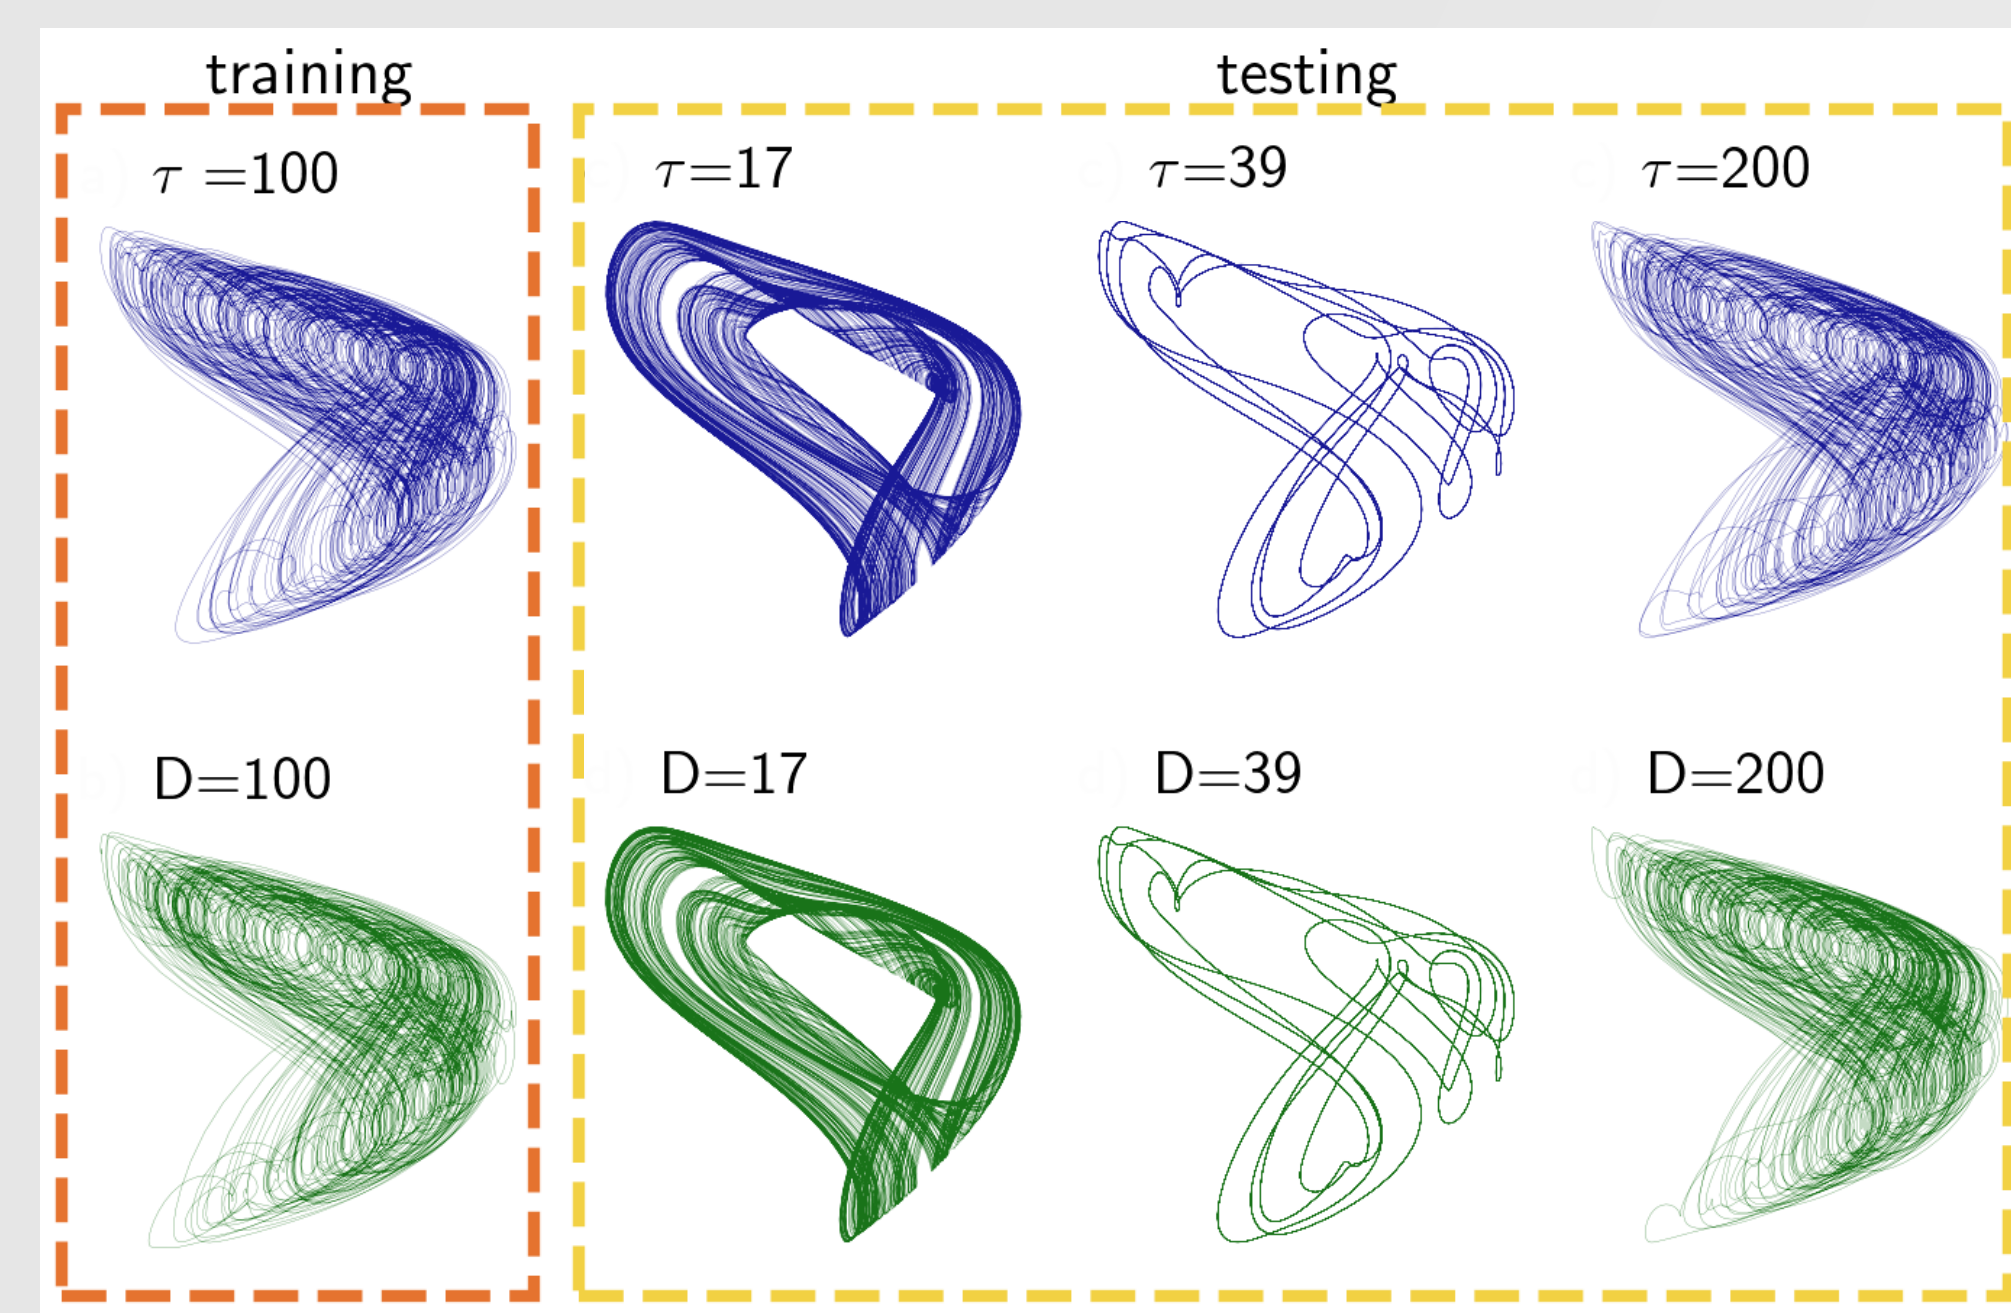 training
testing
τ =100
τ=17
τ=39
τ=200
D=100
D=17
D=39
D=200